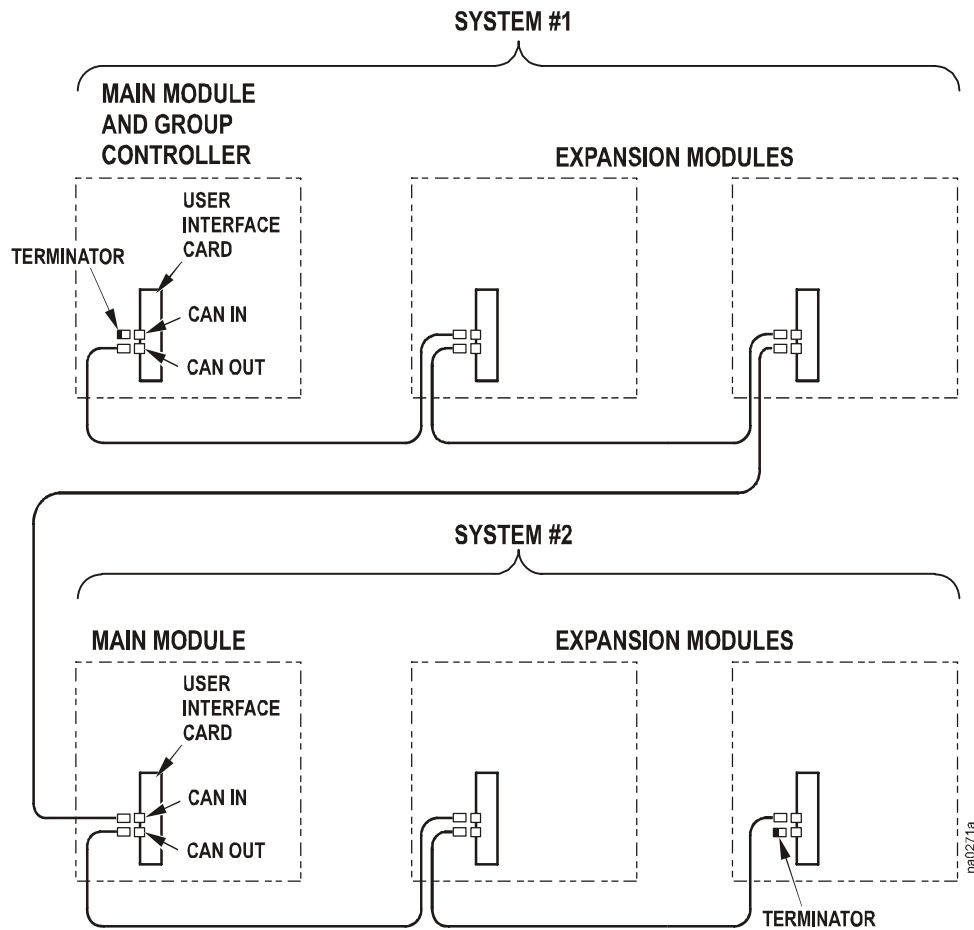 SYSTEM #1
MAIN MODULE
AND GROUP
CONTROLLER
EXPANSION MODULES
USER
INTERFACE
CARD
TERMINATOR
CAN IN
CAN OUT
SYSTEM #2
MAIN MODULE
EXPANSION MODULES
USER
INTERFACE
CARD
CAN IN
CAN OUT
TERMINATOR
na0271a